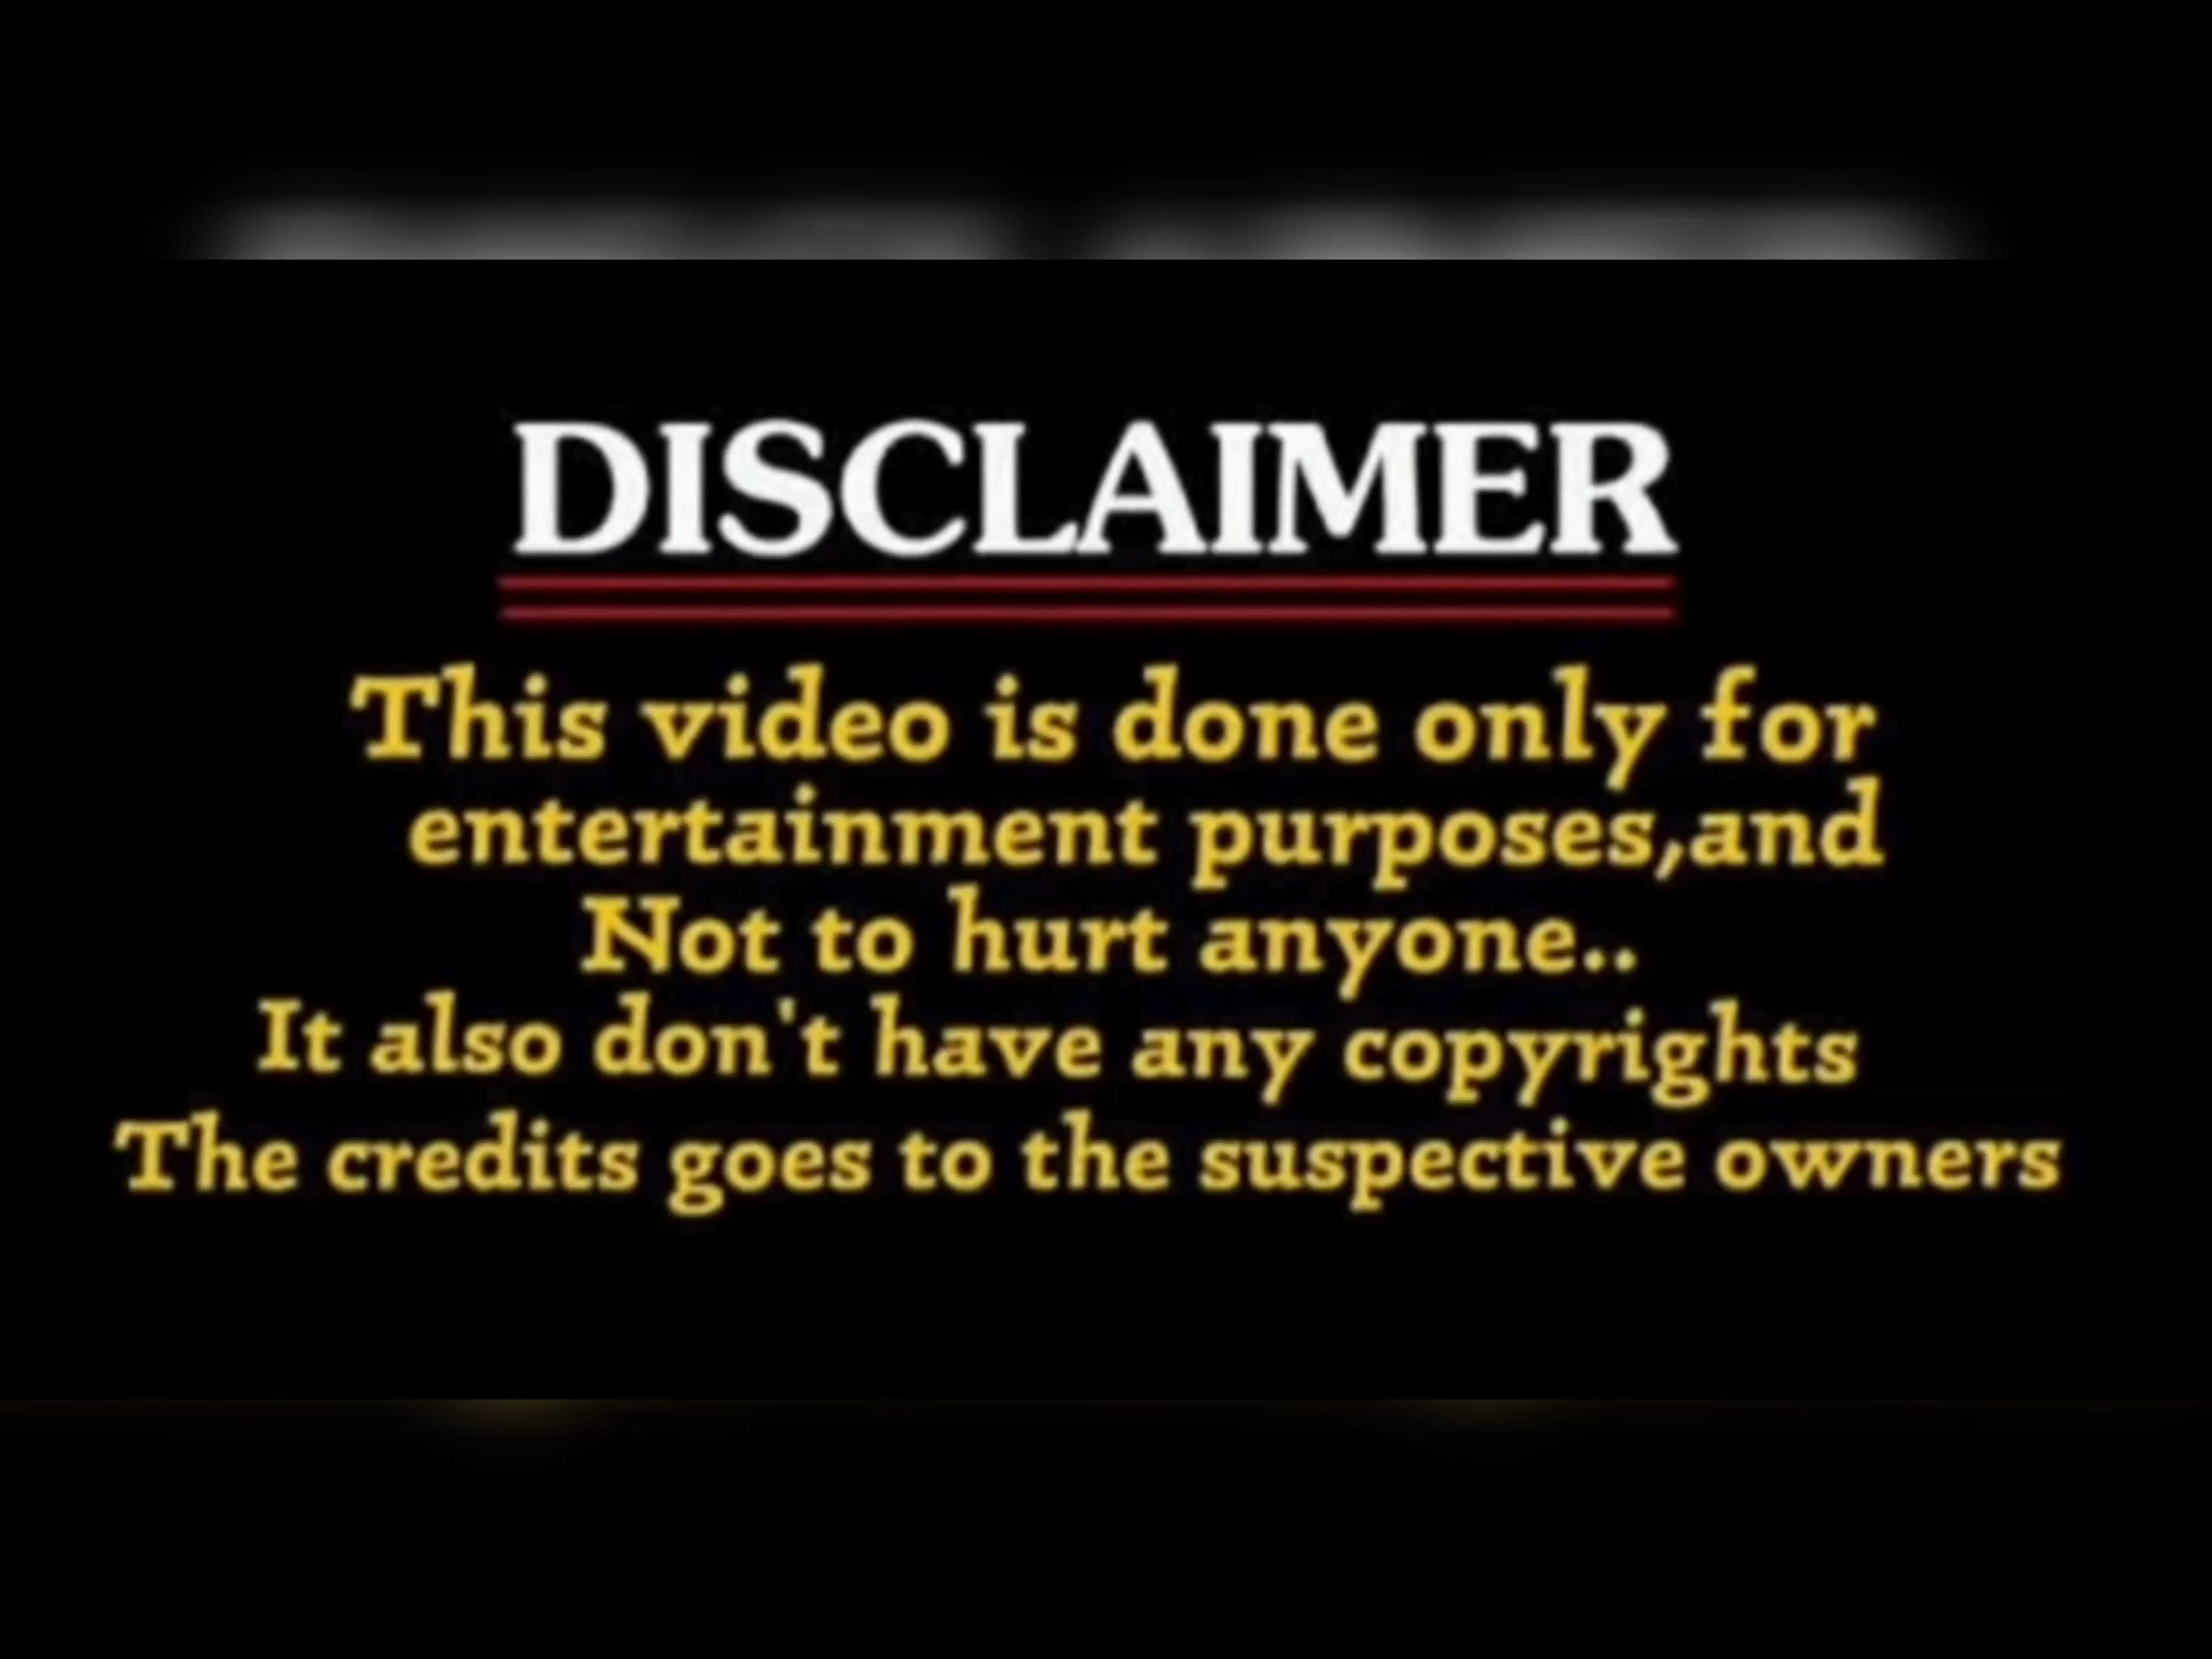 DISCLAIMER
This video is done only for
entertainment purposes,and
Not to hurt anyone..
It also don't have any copyrights
The credits goes to the suspective owners